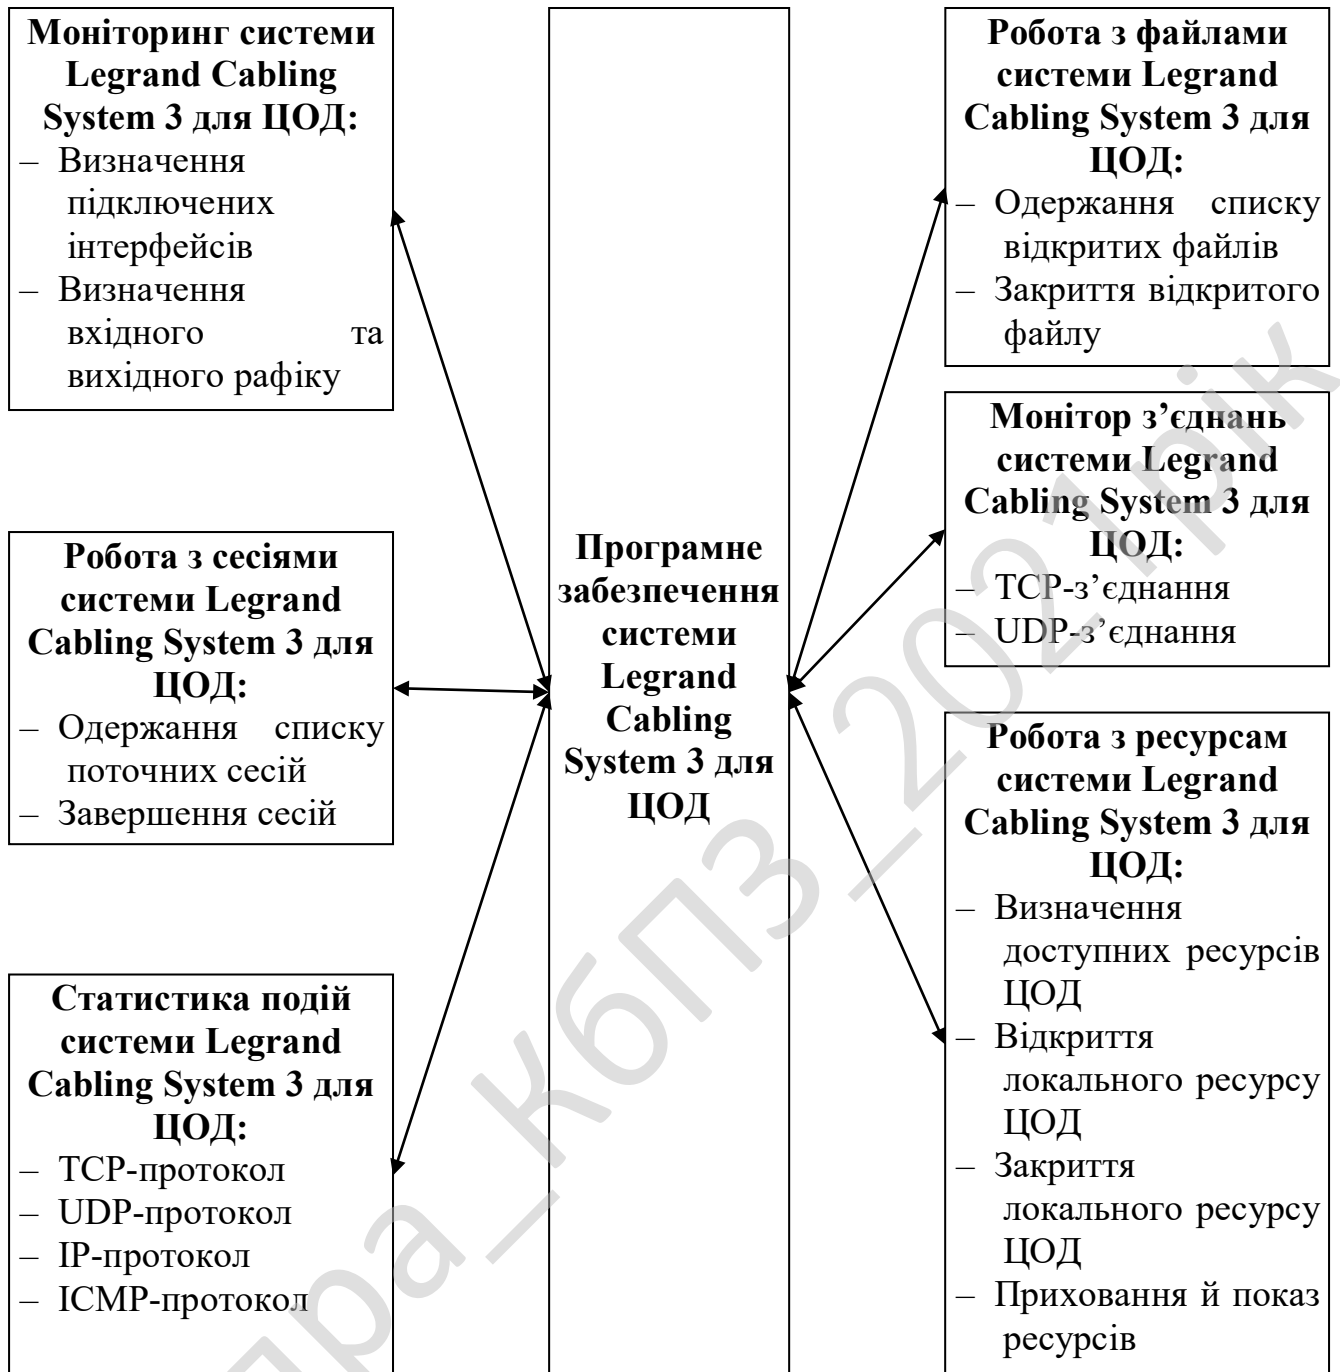 Моніторинг системи
Legrand Cabling
System 3 для ЦОД:
– Визначення
підключених
інтерфейсів
– Визначення
вхідного та
вихідного рафіку
Робота з сесіями
системи Legrand
Cabling System 3 для
ЦОД:
– Одержання списку
поточних сесій
– Завершення сесій
Статистика подій
системи Legrand
Cabling System 3 для
ЦОД:
– TCP-протокол
– UDP-протокол
– IP-протокол
– ICMP-протокол
Програмне
забезпечення
системи
Legrand
Cabling
System 3 для
ЦОД
Робота з файлами
системи Legrand
Cabling System 3 для
ЦОД:
– Одержання списку
відкритих файлів
– Закриття відкритого
файлу
Монітор з’єднань
системи Legrand
Cabling System 3 для
ЦОД:
– TCP-з’єднання
– UDP-з’єднання
Робота з ресурсам
системи Legrand
Cabling System 3 для
ЦОД:
– Визначення
доступних ресурсів
ЦОД
– Відкриття
локального ресурсу
ЦОД
– Закриття
локального ресурсу
ЦОД
– Приховання й показ
ресурсів
ра_КбПЗ_2021рік